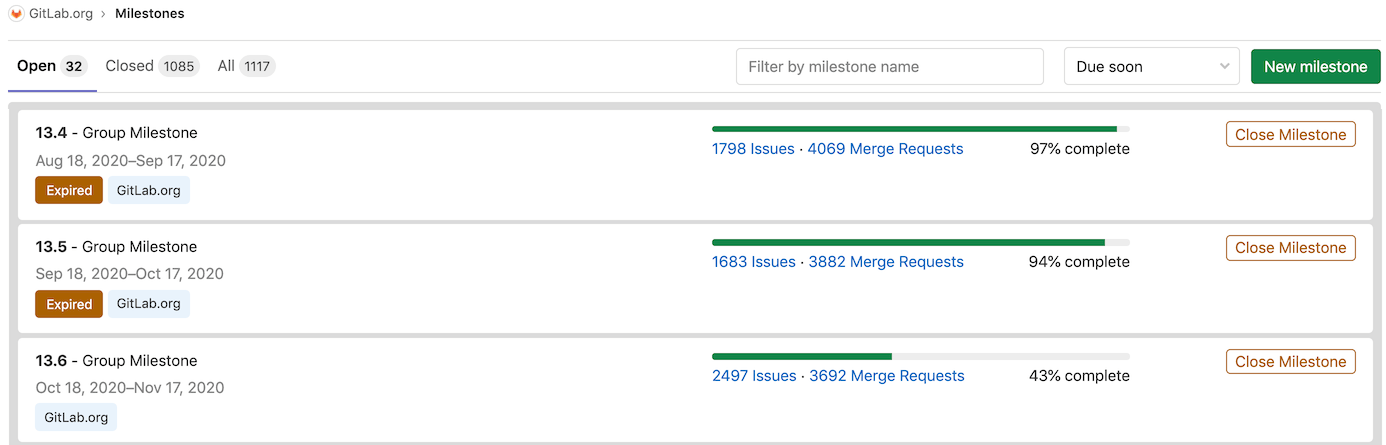 GitLab.org › Milestones
Open 32 Closed 1085 All 1117 Filter by milestone name Due soon New milestone
13.4 - Group Milestone
Aug 18, 2020–Sep 17, 2020
Expired GitLab.org
1798 Issues · 4069 Merge Requests 97% complete
Close Milestone
13.5 - Group Milestone
Sep 18, 2020–Oct 17, 2020
Expired GitLab.org
1683 Issues · 3882 Merge Requests 94% complete
Close Milestone
13.6 - Group Milestone
Oct 18, 2020–Nov 17, 2020
GitLab.org
2497 Issues · 3692 Merge Requests 43% complete
Close Milestone